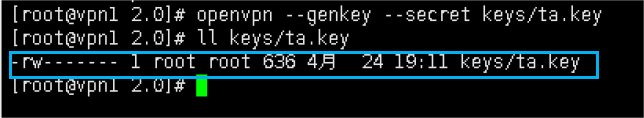 [root@vpn1 2.0]# openvpn --genkey --secret keys/ta.key
[root@vpn1 2.0]# ll keys/ta.key
-rw------- 1 root root 636 4月  24 19:11 keys/ta.key
[root@vpn1 2.0]#